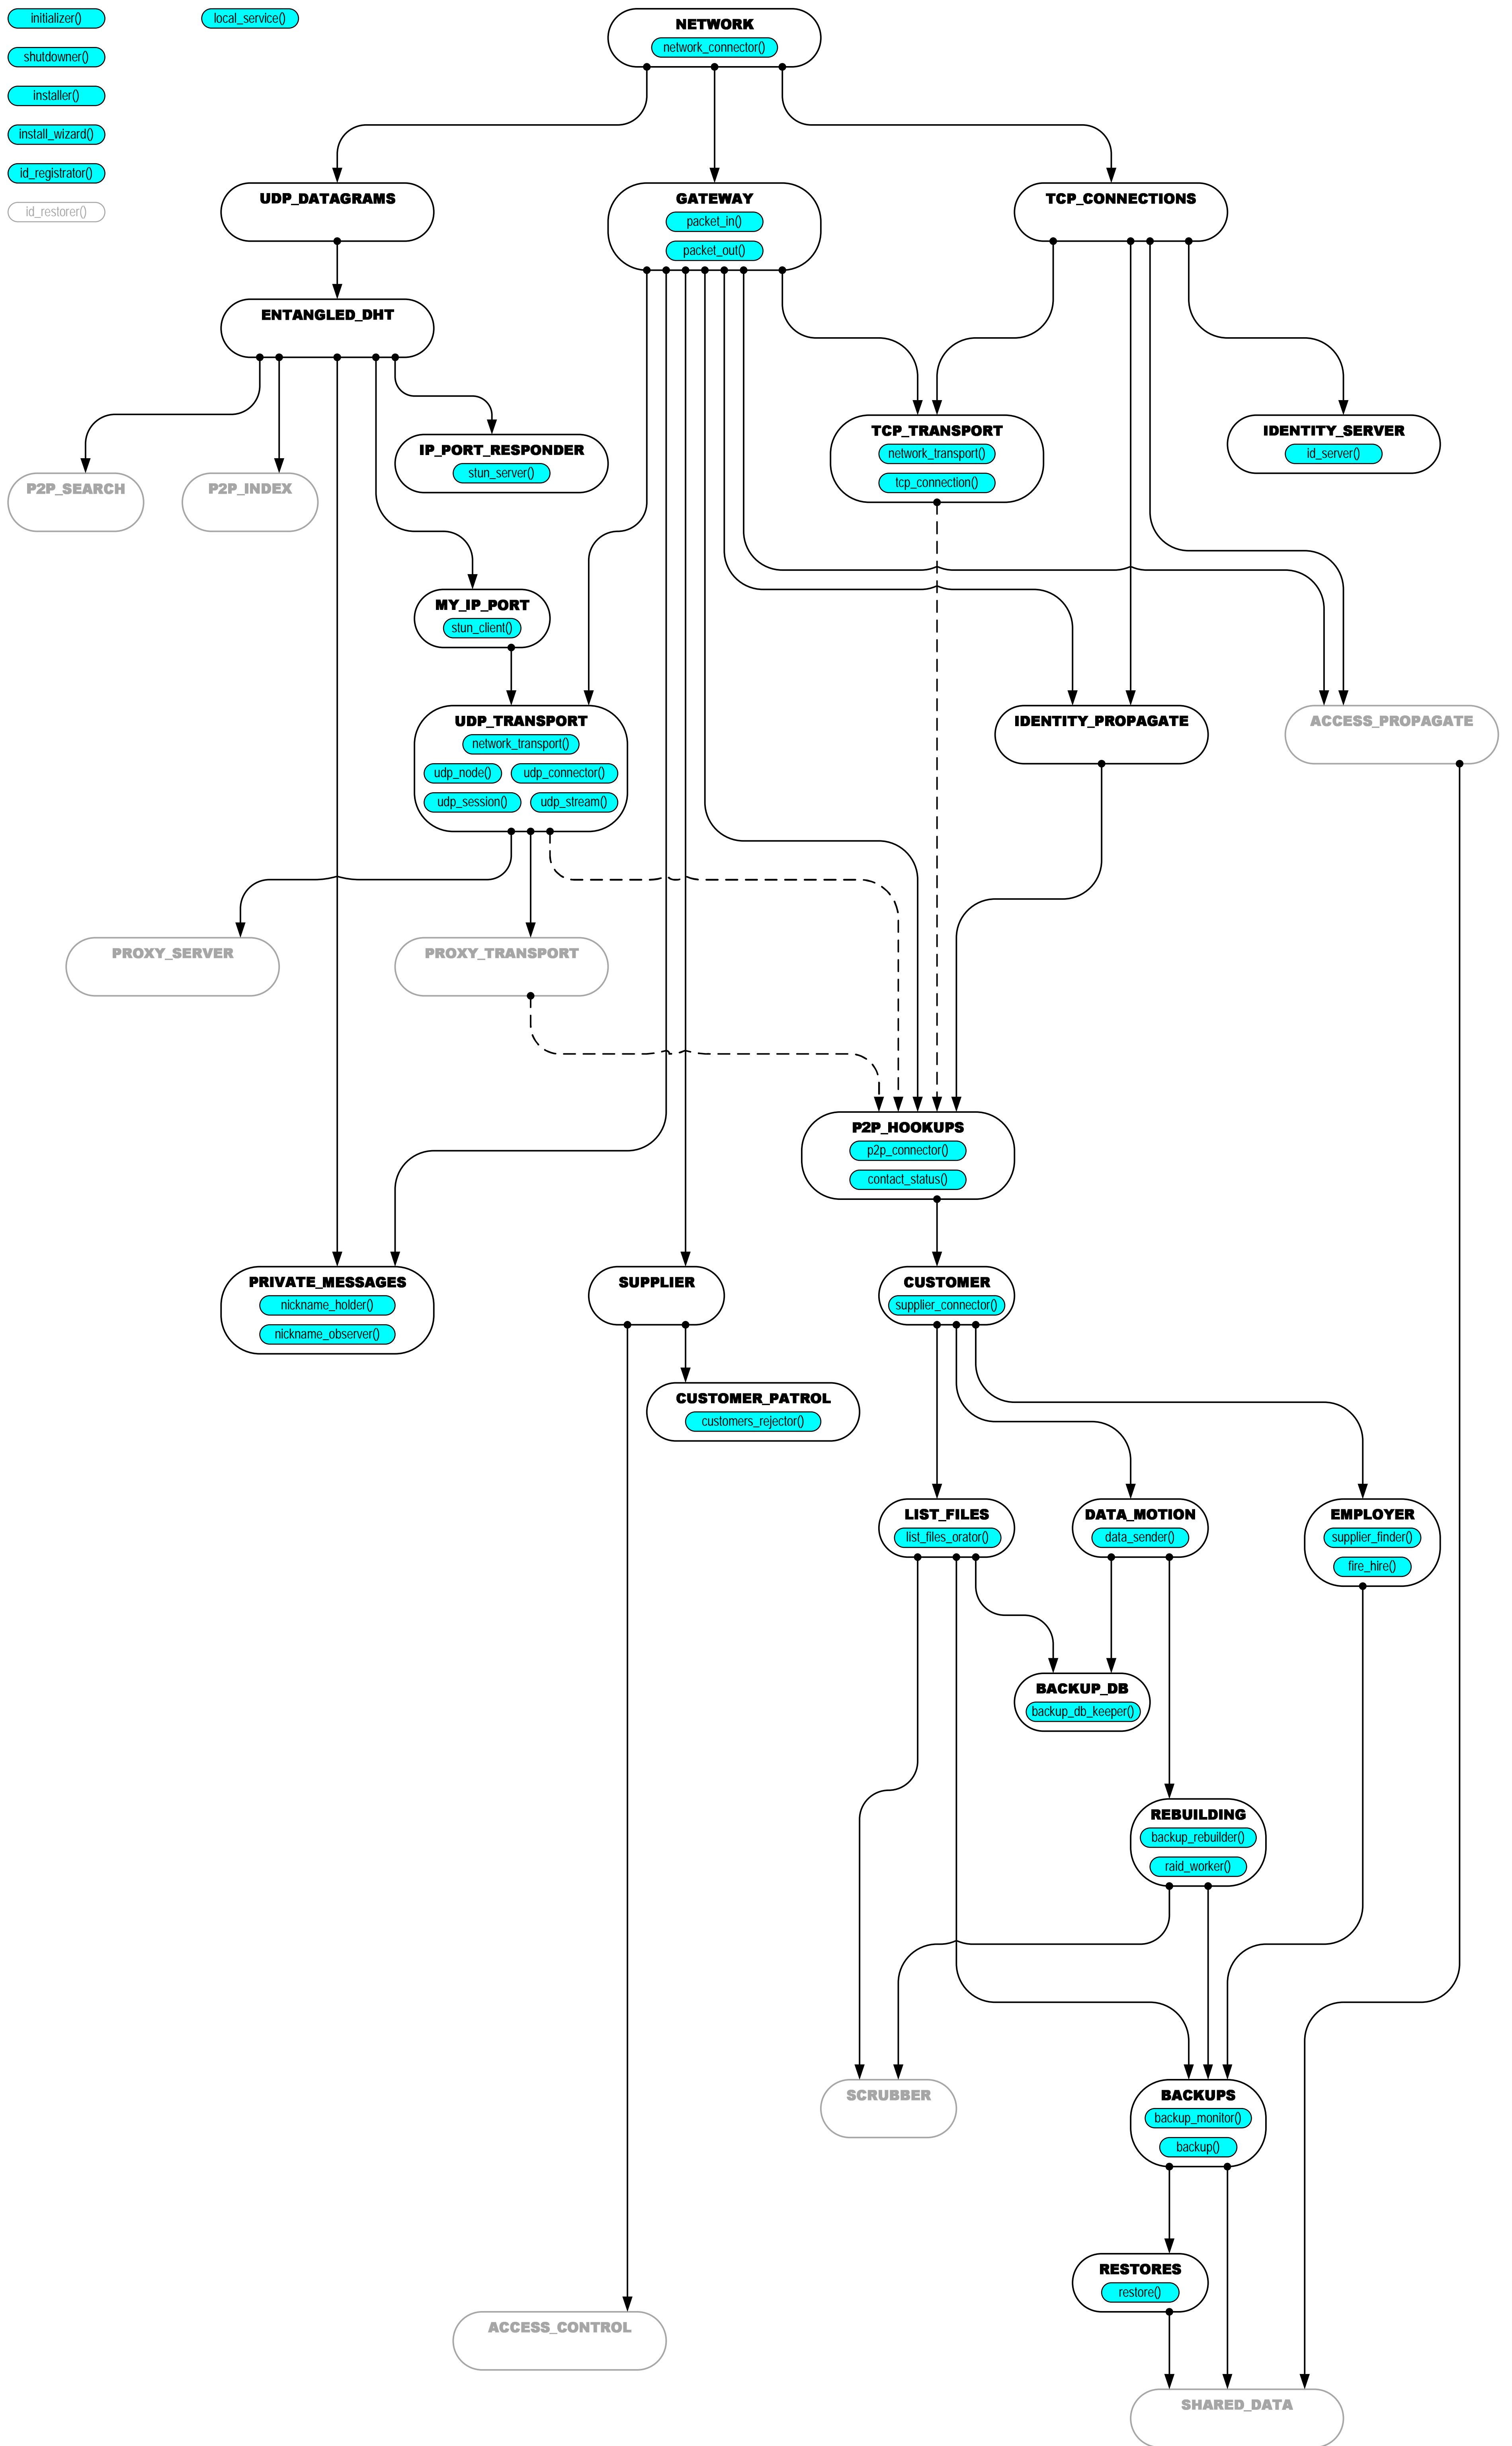 initializer()
local_service()
NETWORK
network_connector()
shutdowner()
installer()
install_wizard()
id_registrator()
id_restorer()
UDP_DATAGRAMS
GATEWAY
packet_in()
packet_out()
TCP_CONNECTIONS
ENTANGLED_DHT
IP_PORT_RESPONDER
stun_server()
TCP_TRANSPORT
network_transport()
tcp_connection()
IDENTITY_SERVER
id_server()
P2P_SEARCH
P2P_INDEX
MY_IP_PORT
stun_client()
UDP_TRANSPORT
network_transport()
udp_node()
udp_connector()
udp_session()
udp_stream()
IDENTITY_PROPAGATE
ACCESS_PROPAGATE
PROXY_SERVER
PROXY_TRANSPORT
P2P_HOOKUPS
p2p_connector()
contact_status()
PRIVATE_MESSAGES
nickname_holder()
nickname_observer()
SUPPLIER
CUSTOMER
supplier_connector()
CUSTOMER_PATROL
customers_rejector()
LIST_FILES
list_files_orator()
DATA_MOTION
data_sender()
EMPLOYER
supplier_finder()
fire_hire()
BACKUP_DB
backup_db_keeper()
REBUILDING
backup_rebuilder()
raid_worker()
SCRUBBER
BACKUPS
backup_monitor()
backup()
RESTORES
restore()
ACCESS_CONTROL
SHARED_DATA